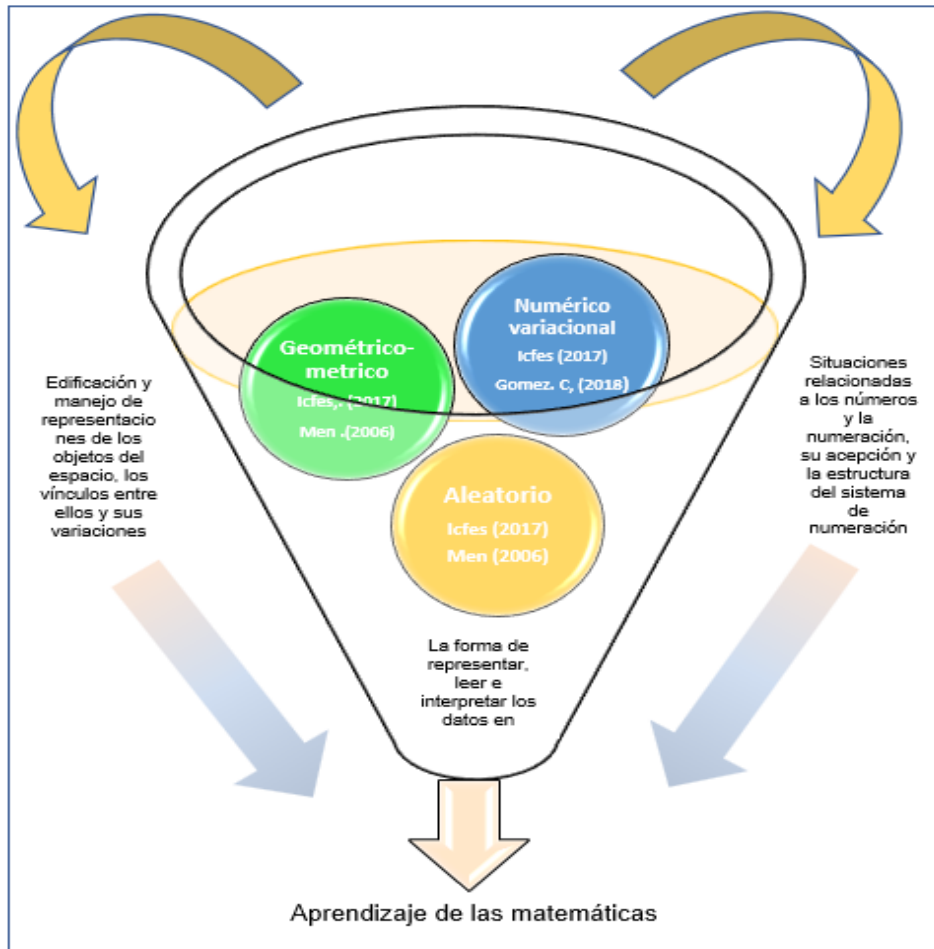 Numérico
variacional
Icfes (2017)
Gomez. C, (2018)
Geométrico-
metrico
Icfes,. (2017)
Men .(2006)
Aleatorio
Icfes (2017)
Men (2006)
Edificación y
manejo de
representacio
nes de los
objetos del
espacio, los
vínculos entre
ellos y sus
variaciones
Situaciones
relacionadas
a los números
y la
numeración,
su acepción y
la estructura
del sistema
de
numeración
La forma de
representar,
leer e
interpretar los
datos en
Aprendizaje de las matemáticas